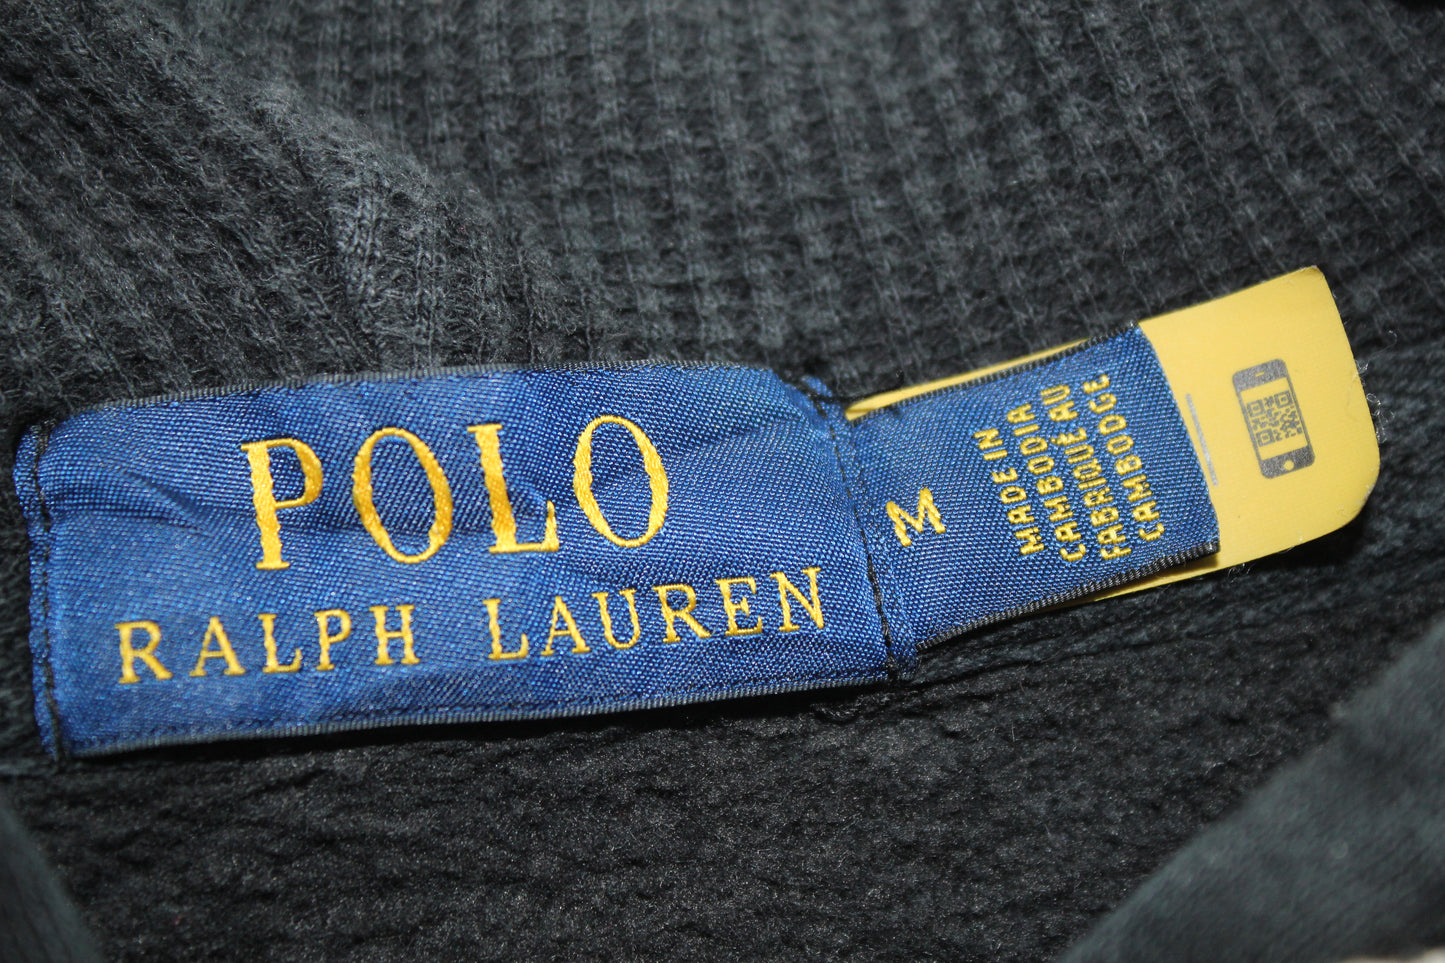 POLO
RALPH LAUREN
M
MADE IN
CAMBODIA
FABRIQUÉ AU
CAMBODGE